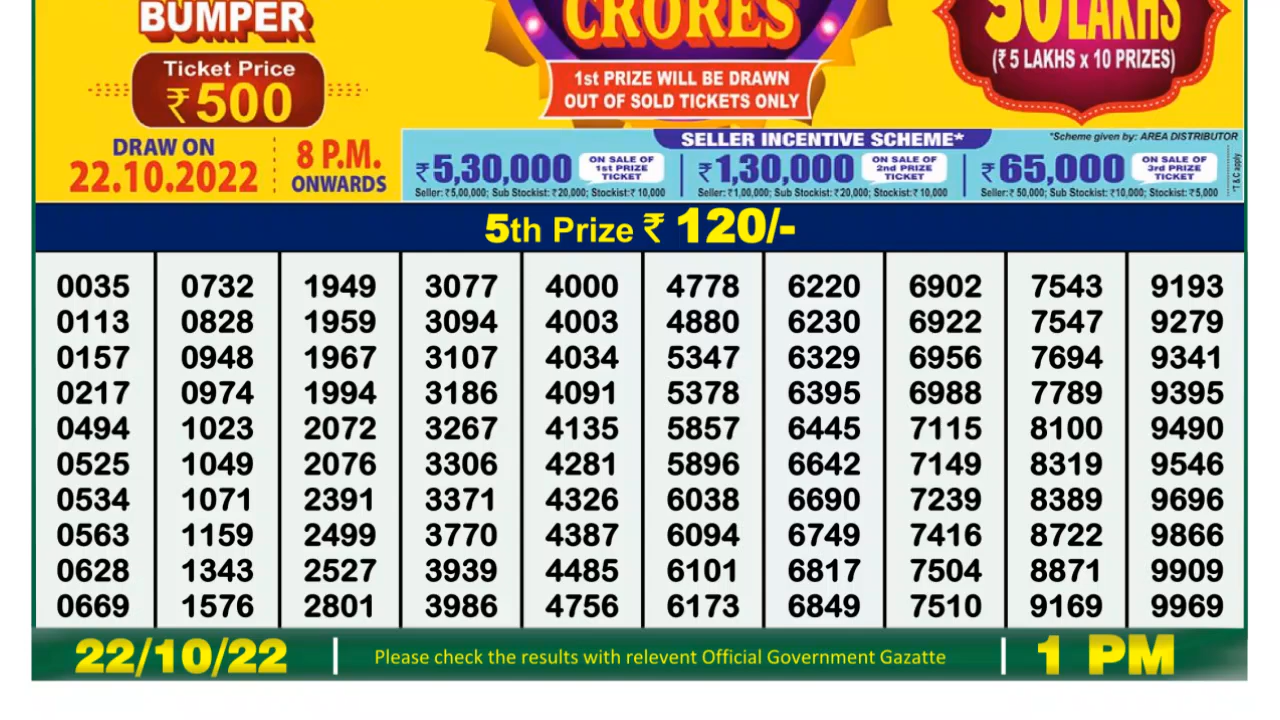 BUMPER
Ticket Price
₹500
DRAW ON
22.10.2022
8 P.M.
ONWARDS
CRORES
1st PRIZE WILL BE DRAWN
OUT OF SOLD TICKETS ONLY
50 LAKHS
(₹ 5 LAKHS x 10 PRIZES)
SELLER INCENTIVE SCHEME*
*Scheme given by: AREA DISTRIBUTOR
₹5,30,000 ON SALE OF 1st PRIZE TICKET
Seller: ₹5,00,000; Sub Stockist: ₹20,000; Stockist: ₹10,000
₹1,30,000 ON SALE OF 2nd PRIZE TICKET
Seller: ₹1,00,000; Sub Stockist: ₹20,000; Stockist: ₹10,000
₹65,000 ON SALE OF 3rd PRIZE TICKET
Seller: ₹50,000; Sub Stockist: ₹10,000; Stockist: ₹5,000
*T & C apply
5th Prize ₹ 120/-
0035 0732 1949 3077 4000 4778 6220 6902 7543 9193
0113 0828 1959 3094 4003 4880 6230 6922 7547 9279
0157 0948 1967 3107 4034 5347 6329 6956 7694 9341
0217 0974 1994 3186 4091 5378 6395 6988 7789 9395
0494 1023 2072 3267 4135 5857 6445 7115 8100 9490
0525 1049 2076 3306 4281 5896 6642 7149 8319 9546
0534 1071 2391 3371 4326 6038 6690 7239 8389 9696
0563 1159 2499 3770 4387 6094 6749 7416 8722 9866
0628 1343 2527 3939 4485 6101 6817 7504 8871 9909
0669 1576 2801 3986 4756 6173 6849 7510 9169 9969
22/10/22 Please check the results with relevent Official Government Gazatte 1 PM